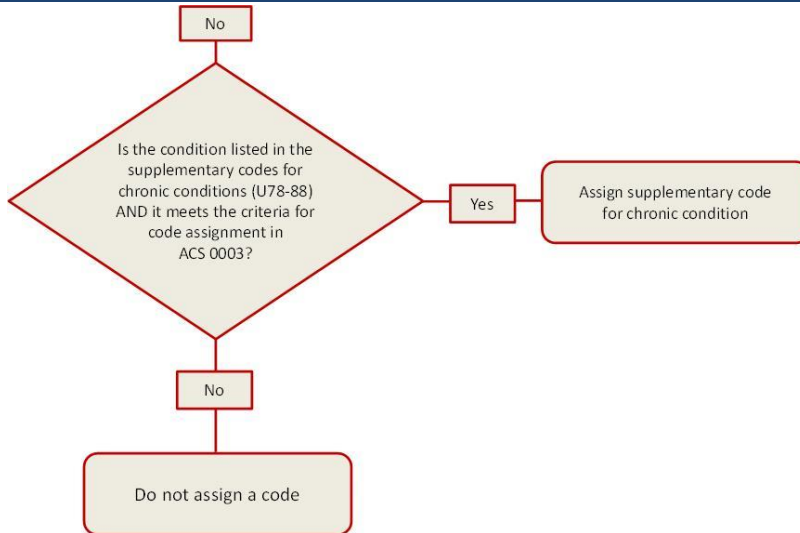 No
Is the condition listed in the
supplementary codes for
chronic conditions (U78-88)
AND it meets the criteria for
code assignment in
ACS 0003?
Yes
Assign supplementary code
for chronic condition
No
Do not assign a code